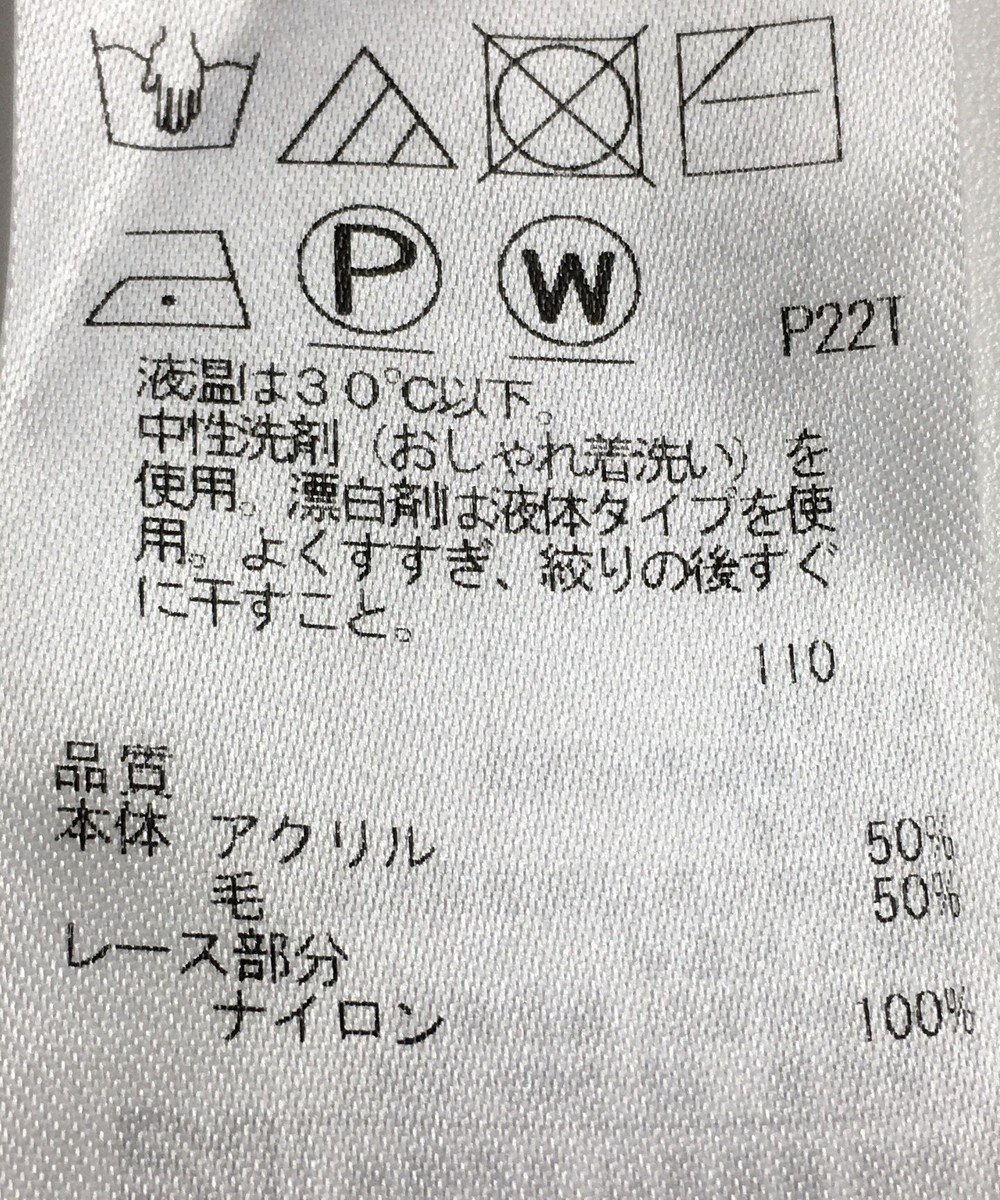 P W
P22T
液温は30℃以下。
中性洗剤（おしゃれ着洗い）を
使用。漂白剤は液体タイプを使
用。よくすすぎ、絞りの後すぐ
に干すこと。
110
品質
本体 アクリル 50%
毛 50%
レース部分
ナイロン 100%